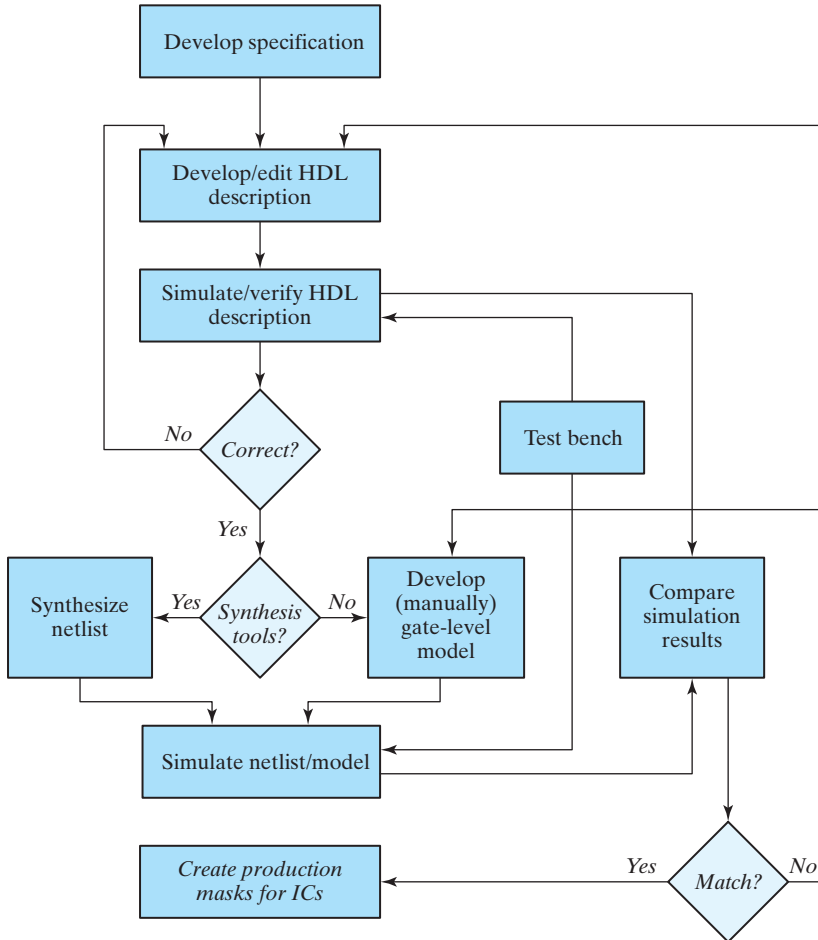 Develop specification
Develop/edit HDL
description
Simulate/verify HDL
description
No
Correct?
Test bench
Yes
Synthesize
netlist
Yes
Synthesis
tools?
No
Develop
(manually)
gate-level
model
Compare
simulation
results
Simulate netlist/model
Create production
masks for ICs
Yes
Match?
No